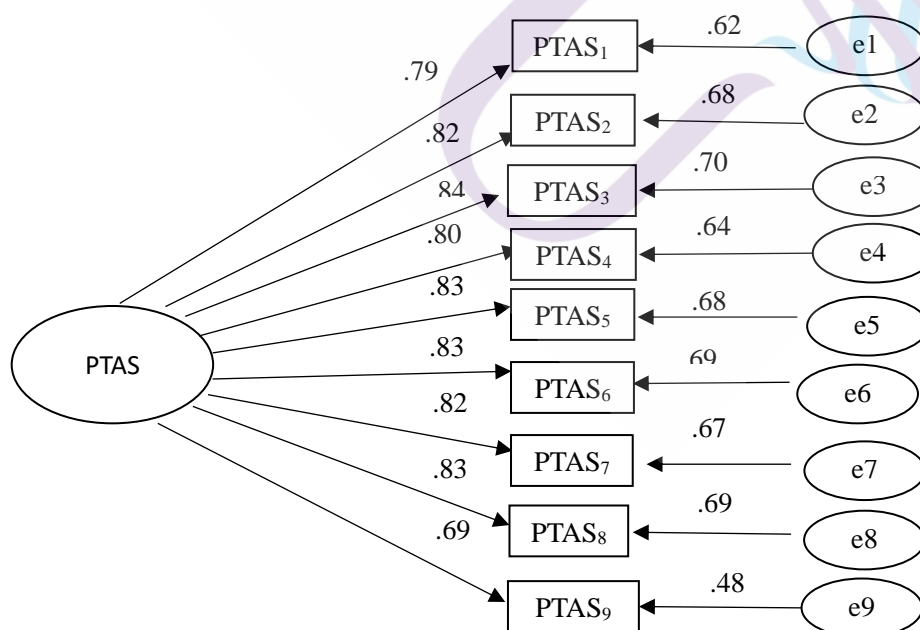 .79 PTAS₁ .62 e1
.82 PTAS₂ .68 e2
.84 PTAS₃ .70 e3
.80 PTAS₄ .64 e4
.83 PTAS₅ .68 e5
PTAS
.83 PTAS₆ .69 e6
.82 PTAS₇ .67 e7
.83 PTAS₈ .69 e8
.69 PTAS₉ .48 e9